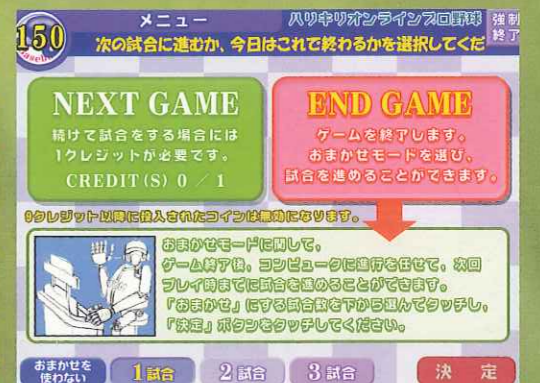 150
メニュー
ハリキリオンラインプロ野球
強制
終了
次の試合に進むか、今日はこれで終わるかを選択してくだ
NEXT GAME
続けて試合をする場合には
1クレジットが必要です。
CREDIT(S) 0 / 1
END GAME
ゲームを終了します。
おまかせモードを選び、
試合を進めることができます。
9クレジット以降に投入されたコインは無効になります。
おまかせモードに関して、
ゲーム終了後、コンピュータに進行を任せて、次回
プレイ時までに試合を進めることができます。
「おまかせ」にする試合数を下から選んでタッチし、
「決定」ボタンをタッチしてください。
おまかせを
使わない
1試合
2試合
3試合
決定